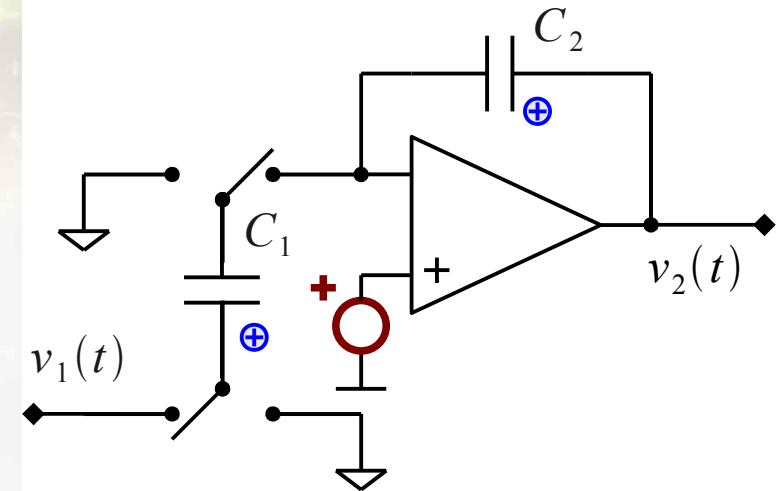 C₂
C₁
+
+
v₁(t)
v₂(t)